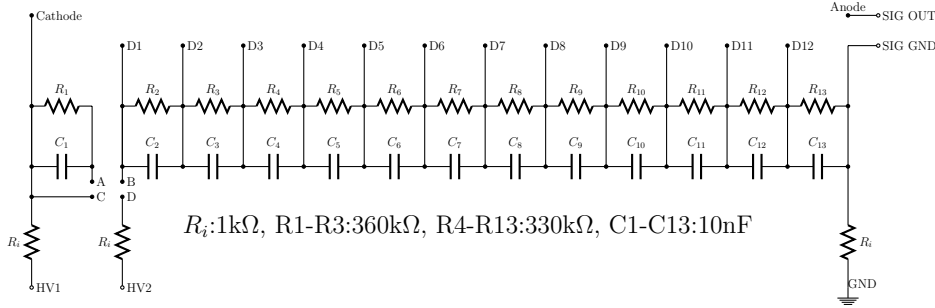 Cathode
Anode
SIG OUT
D1 D2 D3 D4 D5 D6 D7 D8 D9 D10 D11 D12 SIG GND
R1 R2 R3 R4 R5 R6 R7 R8 R9 R10 R11 R12 R13
C1 C2 C3 C4 C5 C6 C7 C8 C9 C10 C11 C12 C13
A B
C D
Ri:1kΩ, R1-R3:360kΩ, R4-R13:330kΩ, C1-C13:10nF
Ri Ri Ri
HV1 HV2 GND